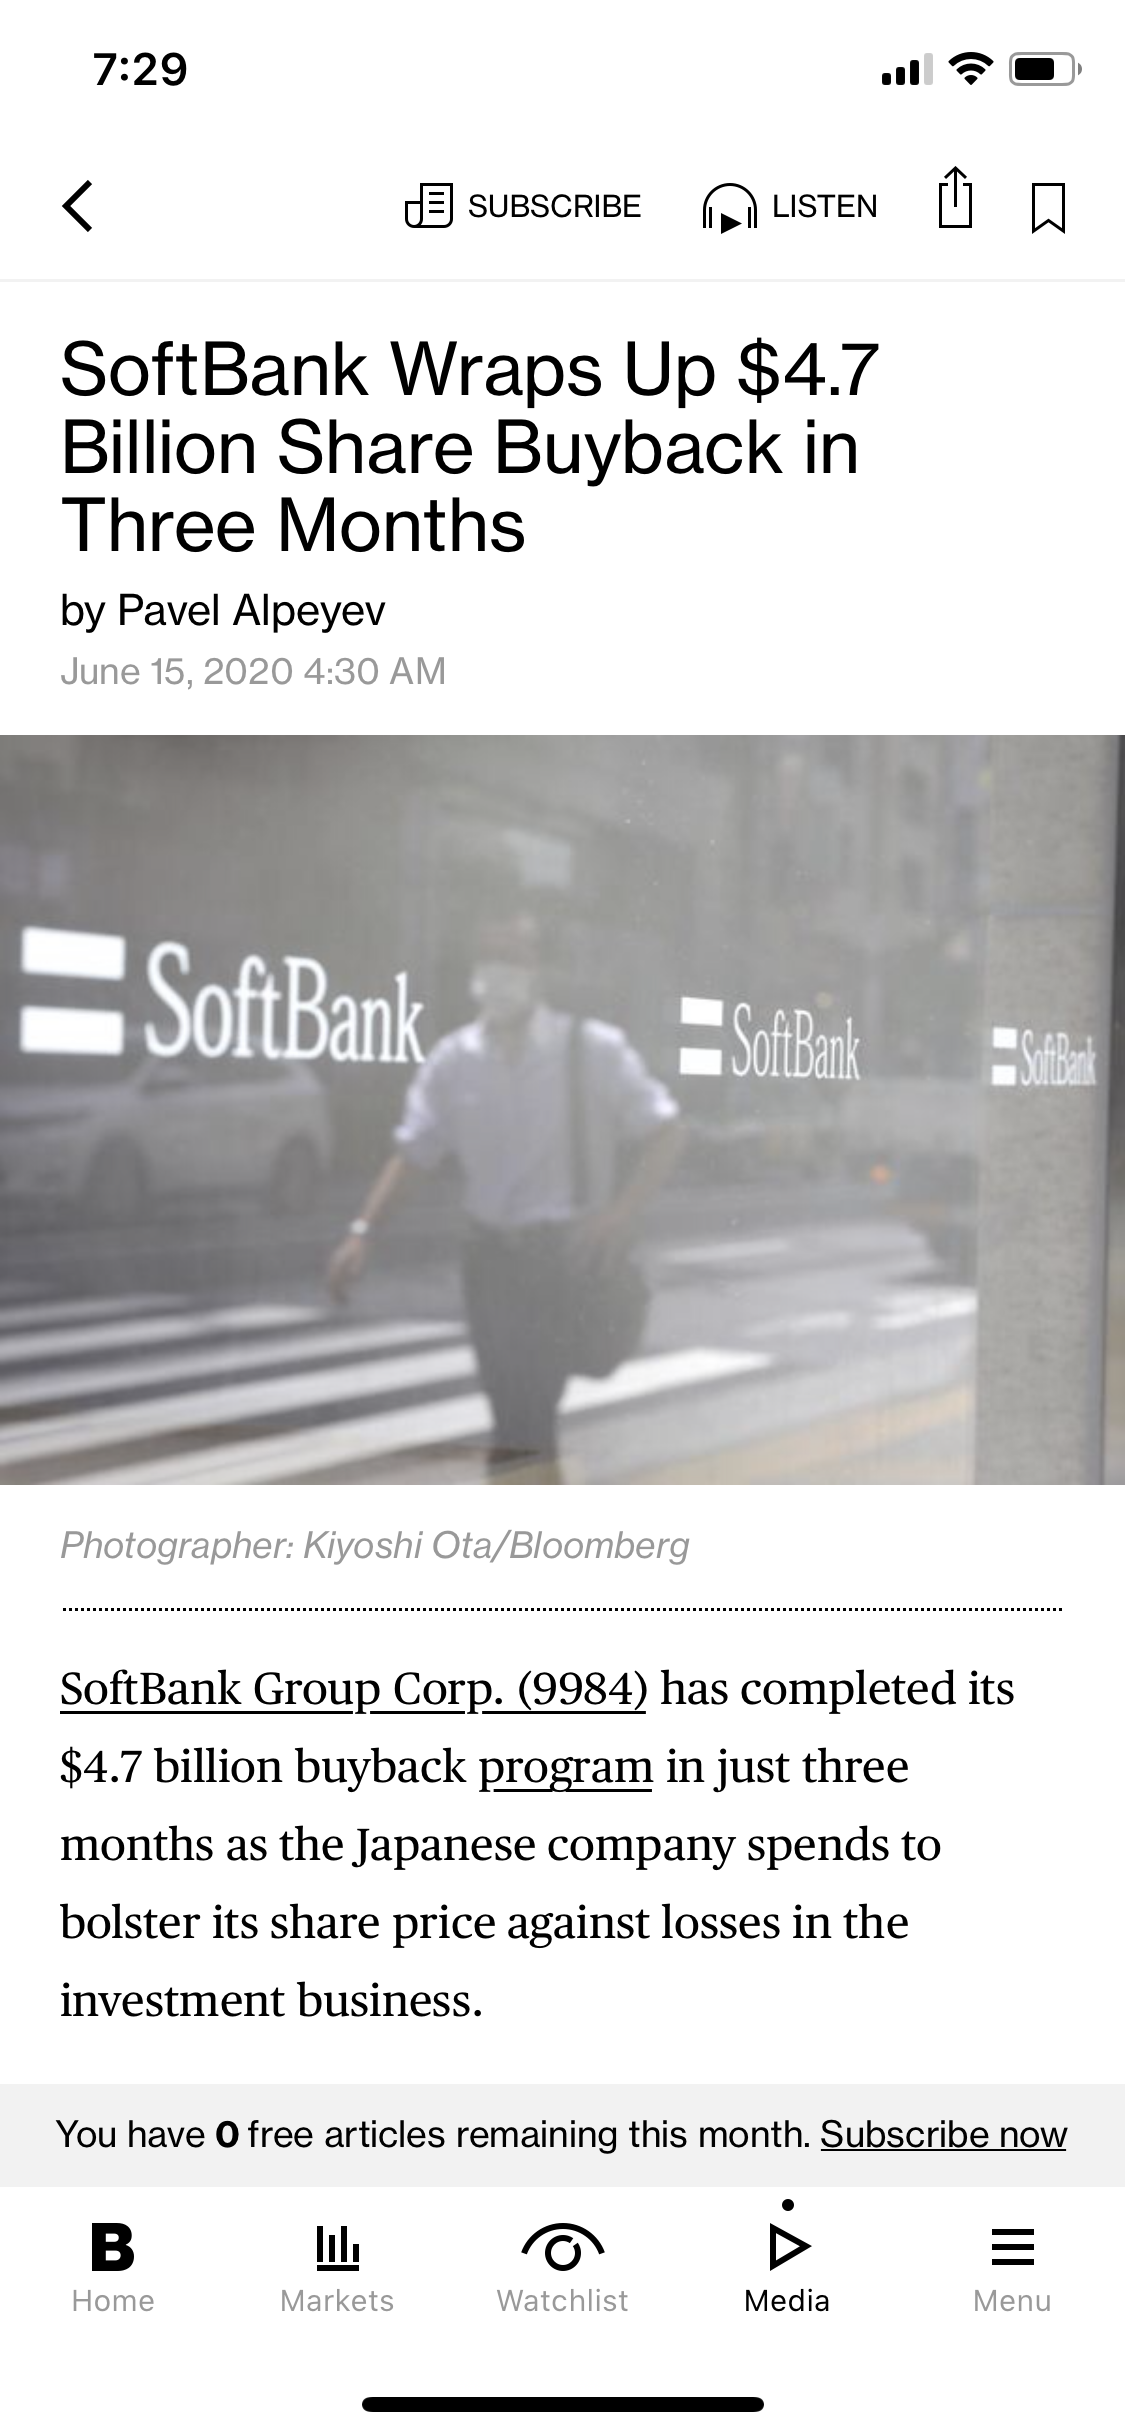 7:29
SUBSCRIBE
LISTEN
SoftBank Wraps Up $4.7
Billion Share Buyback in
Three Months
by Pavel Alpeyev
June 15, 2020 4:30 AM
SoftBank
SoftBank
SoftBank
Photographer: Kiyoshi Ota/Bloomberg
SoftBank Group Corp. (9984) has completed its
$4.7 billion buyback program in just three
months as the Japanese company spends to
bolster its share price against losses in the
investment business.
You have 0 free articles remaining this month. Subscribe now
B
Home
Markets
Watchlist
Media
Menu